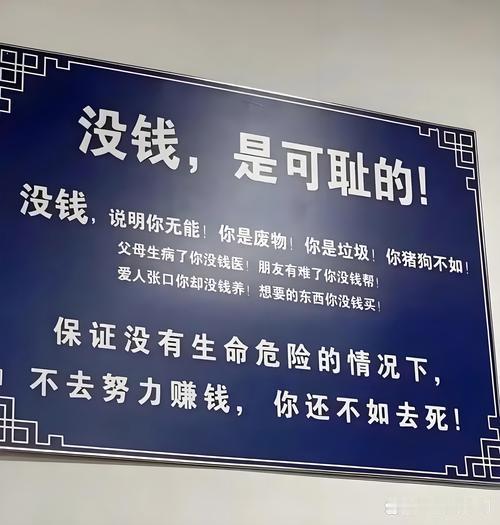 没钱，是可耻的！
没钱，说明你无能！你是废物！你是垃圾！你猪狗不如！
父母生病了你没钱医！朋友有难了你没钱帮！
爱人张口你却没钱养！想要的东西你没钱买！
保证没有生命危险的情况下，
不去努力赚钱，你还不如去死！